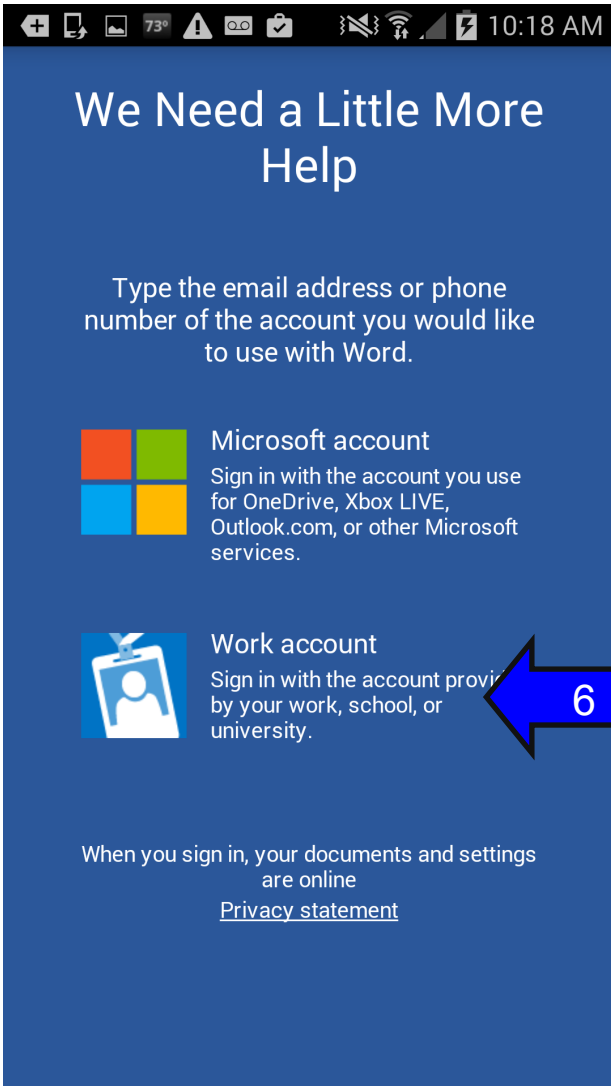 73° 10:18 AM
We Need a Little More
Help
Type the email address or phone
number of the account you would like
to use with Word.
Microsoft account
Sign in with the account you use
for OneDrive, Xbox LIVE,
Outlook.com, or other Microsoft
services.
Work account
Sign in with the account
by your work, school, or
university.
6
When you sign in, your documents and settings
are online
Privacy statement